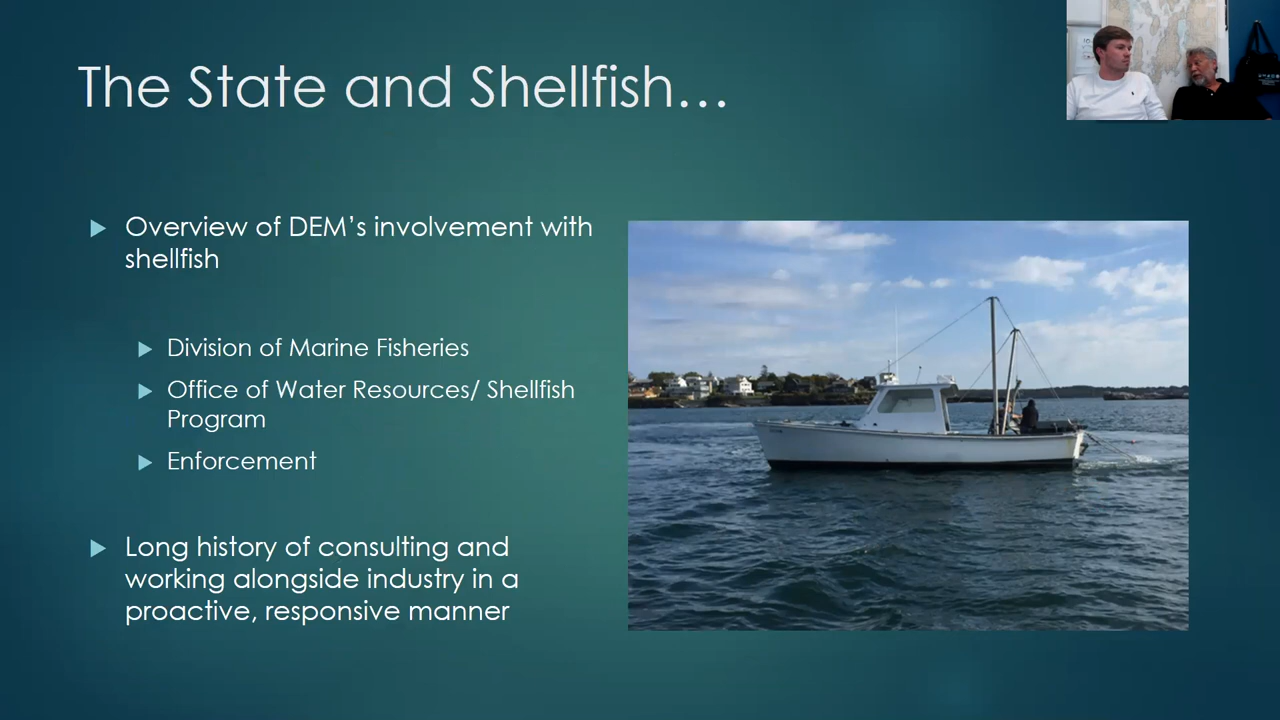 The State and Shellfish…
Overview of DEM’s involvement with
shellfish
Division of Marine Fisheries
Office of Water Resources/ Shellfish
Program
Enforcement
Long history of consulting and
working alongside industry in a
proactive, responsive manner